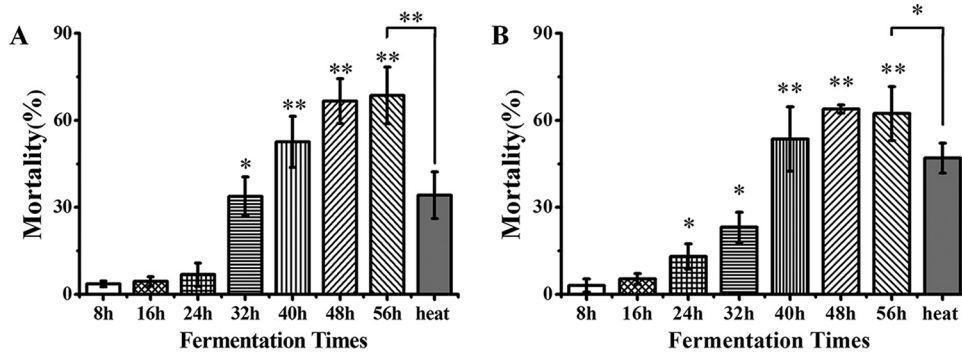 A
**
90
60
30
0
Mortality(%)
*
**
**
**
8h 16h 24h 32h 40h 48h 56h heat
Fermentation Times
B
*
90
60
30
0
Mortality(%)
*
*
**
**
**
8h 16h 24h 32h 40h 48h 56h heat
Fermentation Times